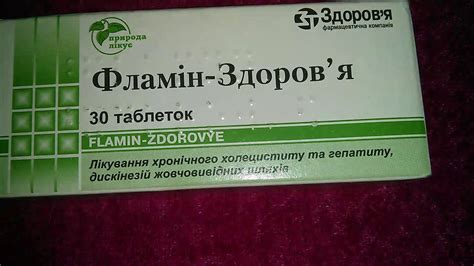 природа
лікує
Здоров'я
фармацевтична компанія
Фламін-Здоров'я
30 таблеток
FLAMIN-ZDOROVYE
Лікування хронічного холециститу та гепатиту,
дискінезій жовчовивідних шляхів